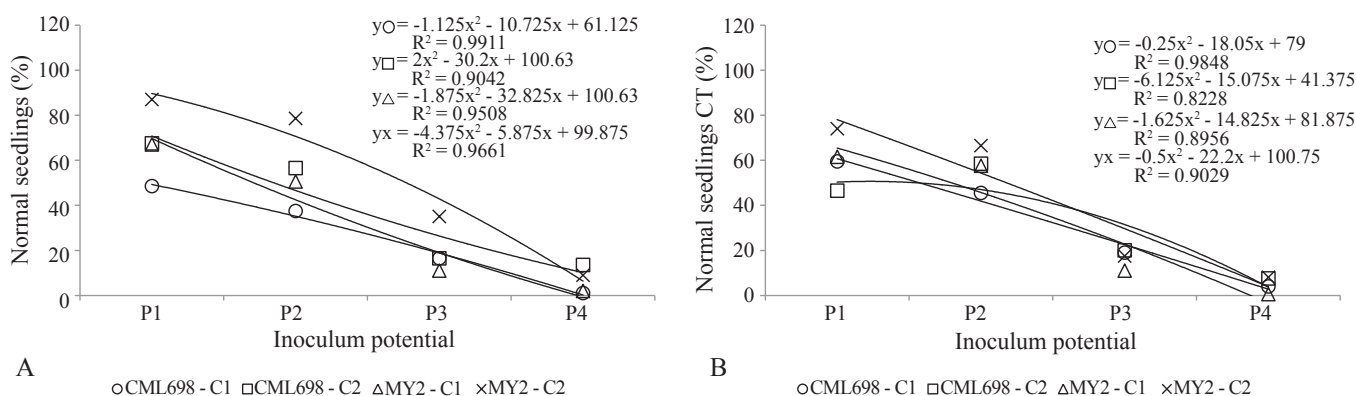 120
100
80
60
40
20
0
Normal seedlings (%)
y○= -1.125x² - 10.725x + 61.125
R² = 0.9911
y□= 2x² - 30.2x + 100.63
R² = 0.9042
y△= -1.875x² - 32.825x + 100.63
R² = 0.9508
yx = -4.375x² - 5.875x + 99.875
R² = 0.9661
P1 P2 P3 P4
Inoculum potential
A
○CML698 - C1 □CML698 - C2 △MY2 - C1 ×MY2 - C2
120
100
80
60
40
20
0
Normal seedlings CT (%)
y○= -0.25x² - 18.05x + 79
R² = 0.9848
y□= -6.125x² - 15.075x + 41.375
R² = 0.8228
y△= -1.625x² - 14.825x + 81.875
R² = 0.8956
yx = -0.5x² - 22.2x + 100.75
R² = 0.9029
P1 P2 P3 P4
Inoculum potential
B
○CML698 - C1 □CML698 - C2 △MY2 - C1 ×MY2 - C2